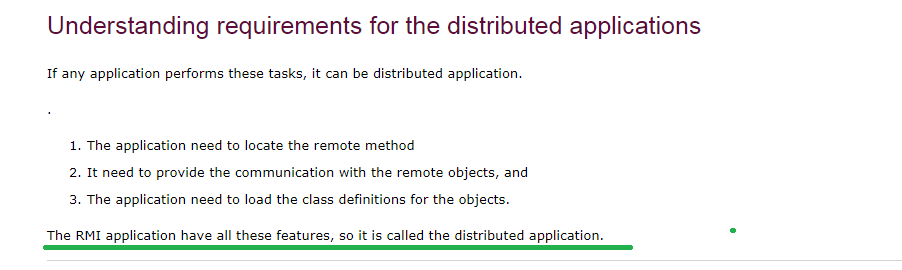 Understanding requirements for the distributed applications
If any application performs these tasks, it can be distributed application.
.
1. The application need to locate the remote method
2. It need to provide the communication with the remote objects, and
3. The application need to load the class definitions for the objects.
The RMI application have all these features, so it is called the distributed application.